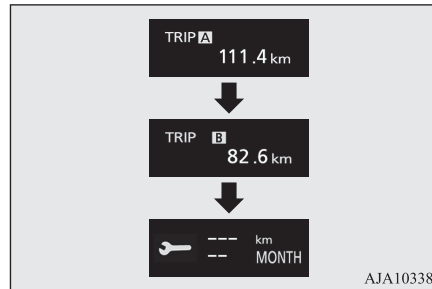 TRIP A
111.4 km
TRIP B
82.6 km
--- km
-- MONTH
AJA10338